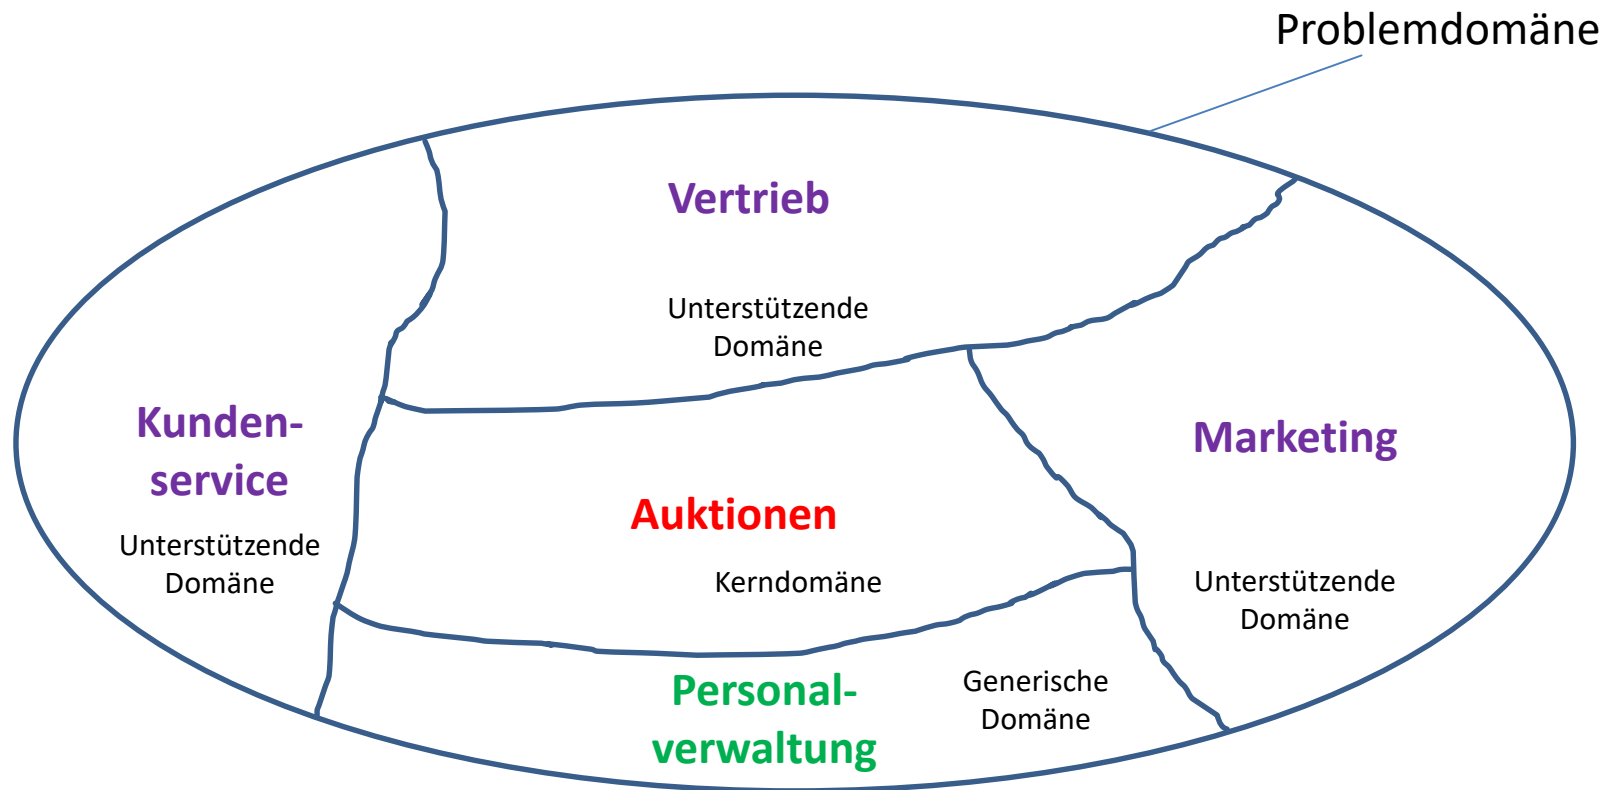 Problemdomäne
Vertrieb
Unterstützende
Domäne
Kunden-
service
Unterstützende
Domäne
Auktionen
Kerndomäne
Marketing
Unterstützende
Domäne
Personal-
verwaltung
Generische
Domäne